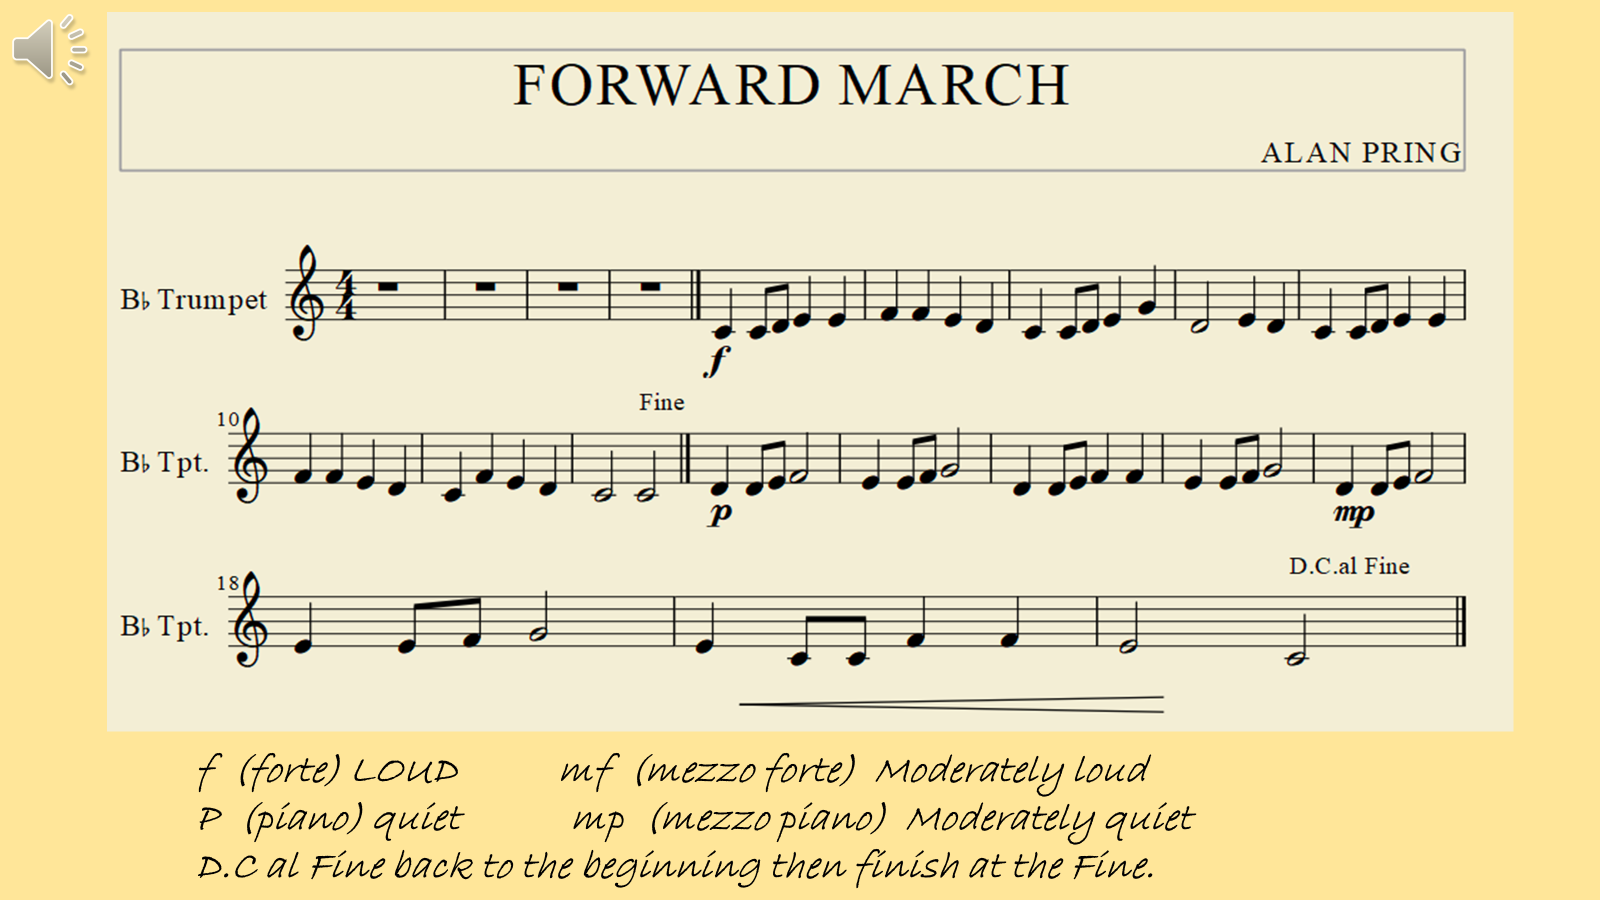 FORWARD MARCH
ALAN PRING
B♭ Trumpet
4
4
f
Fine
10
B♭ Tpt.
p
mp
D.C.al Fine
18
B♭ Tpt.
f (forte) LOUD mf (mezzo forte) Moderately loud
P (piano) quiet mp (mezzo piano) Moderately quiet
D.C al Fine back to the beginning then finish at the Fine.